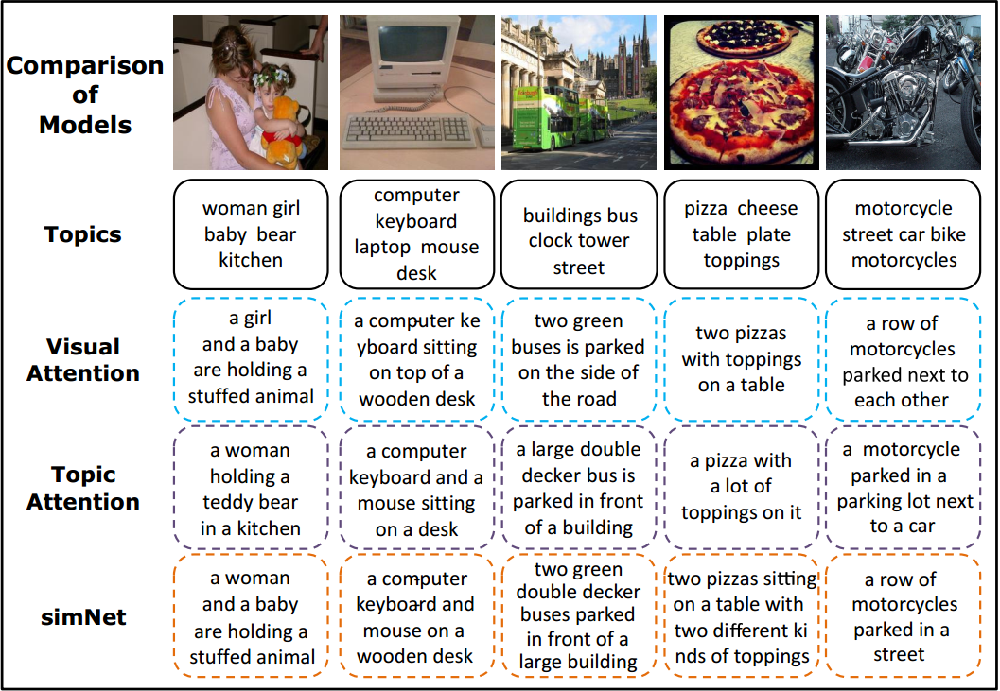 Comparison
of
Models
Topics
woman girl
baby bear
kitchen
computer
keyboard
laptop mouse
desk
buildings bus
clock tower
street
pizza cheese
table plate
toppings
motorcycle
street car bike
motorcycles
Visual
Attention
a girl
and a baby
are holding a
stuffed animal
a computer ke
yboard sitting
on top of a
wooden desk
two green
buses is parked
on the side of
the road
two pizzas
with toppings
on a table
a row of
motorcycles
parked next to
each other
Topic
Attention
a woman
holding a
teddy bear
in a kitchen
a computer
keyboard and a
mouse sitting
on a desk
a large double
decker bus is
parked in front
of a building
a pizza with
a lot of
toppings on it
a motorcycle
parked in a
parking lot next
to a car
simNet
a woman
and a baby
are holding a
stuffed animal
a computer
keyboard and
mouse on a
wooden desk
two green
double decker
buses parked
in front of a
large building
two pizzas sitting
on a table with
two different ki
nds of toppings
a row of
motorcycles
parked in a
street